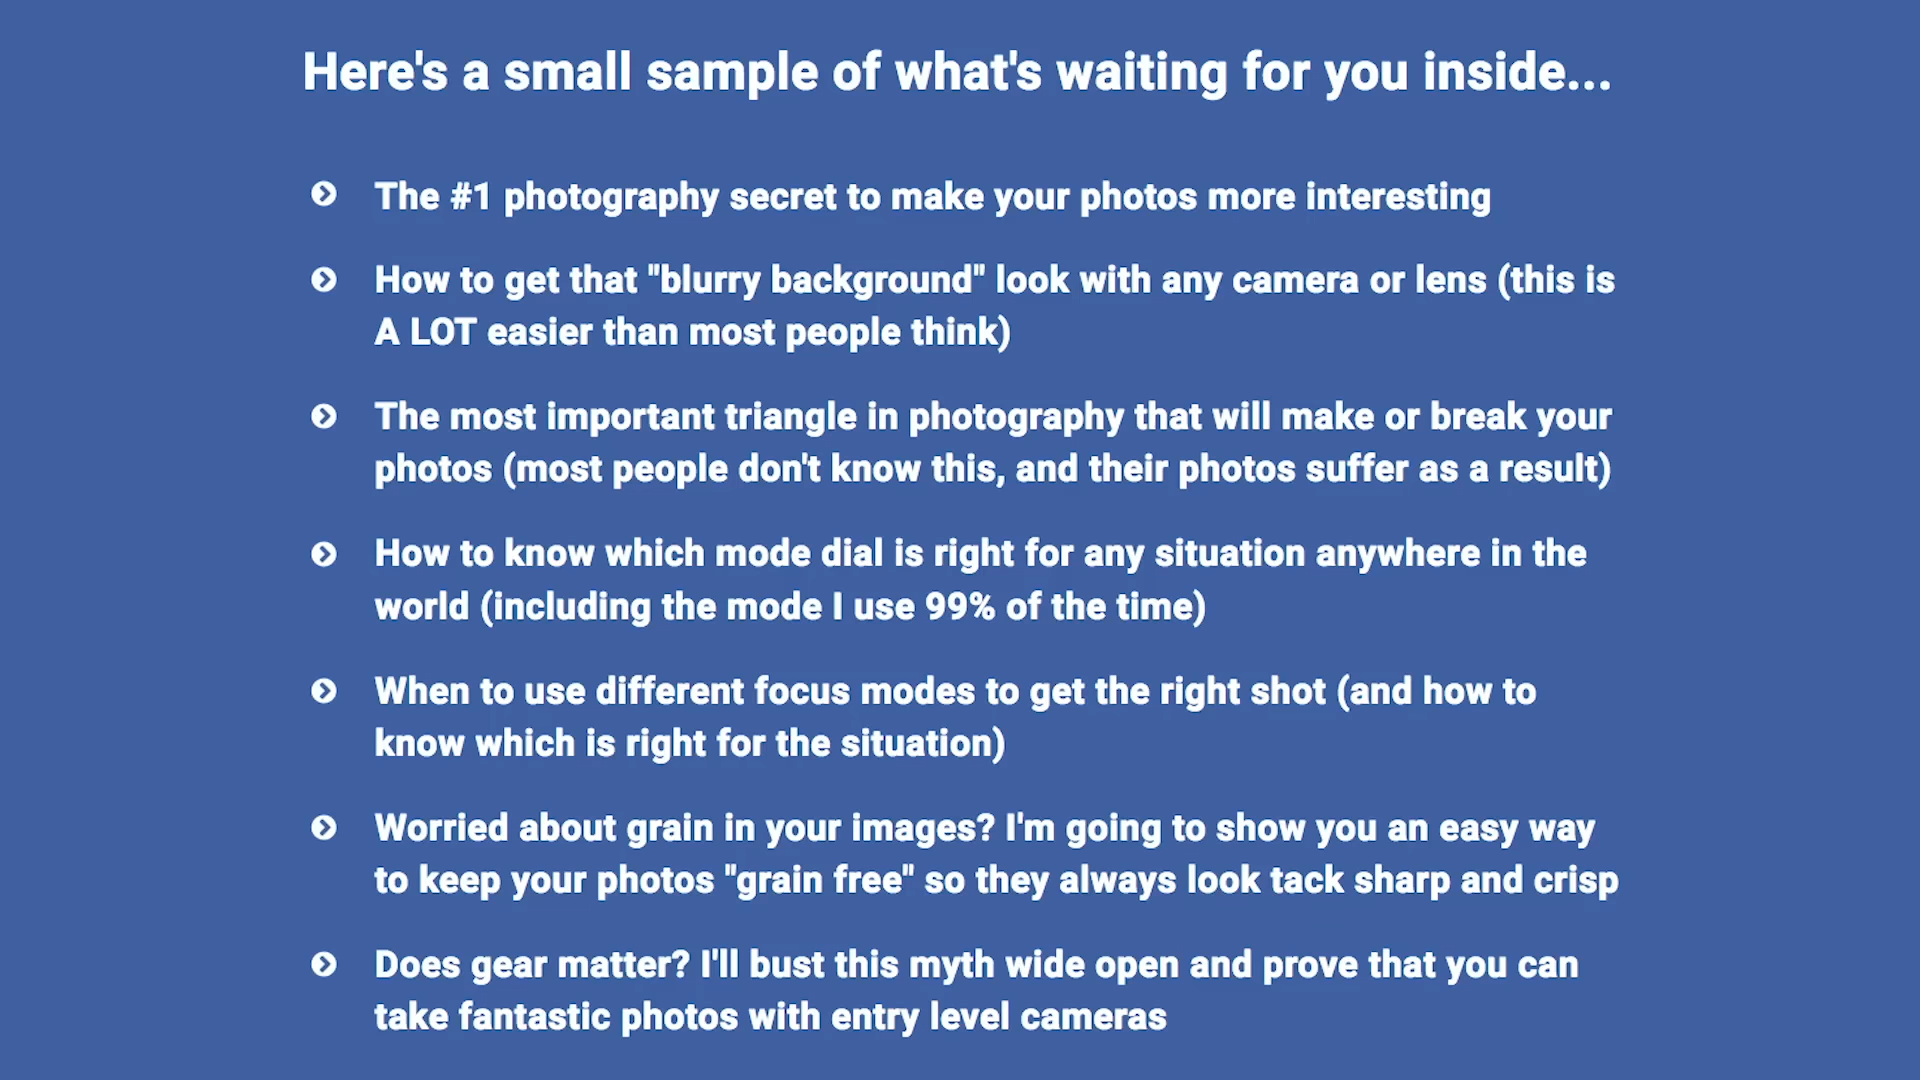 Here's a small sample of what's waiting for you inside...
The #1 photography secret to make your photos more interesting
How to get that "blurry background" look with any camera or lens (this is
A LOT easier than most people think)
The most important triangle in photography that will make or break your
photos (most people don't know this, and their photos suffer as a result)
How to know which mode dial is right for any situation anywhere in the
world (including the mode I use 99% of the time)
When to use different focus modes to get the right shot (and how to
know which is right for the situation)
Worried about grain in your images? I'm going to show you an easy way
to keep your photos "grain free" so they always look tack sharp and crisp
Does gear matter? I'll bust this myth wide open and prove that you can
take fantastic photos with entry level cameras